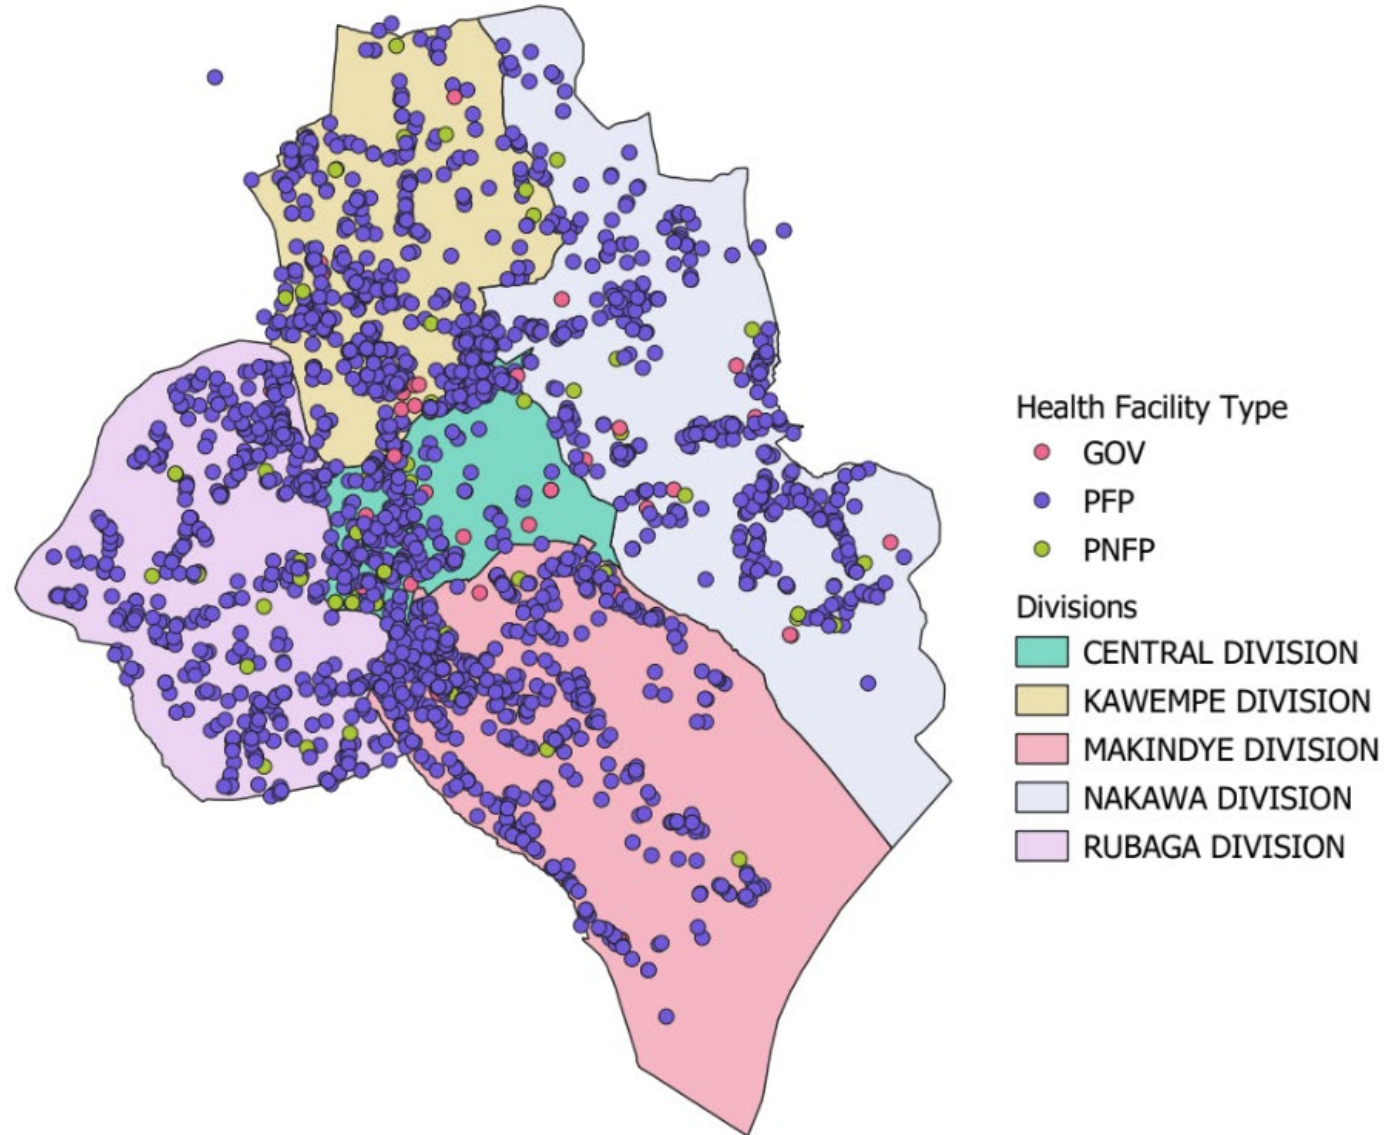 Health Facility Type
GOV
PFP
PNFP
Divisions
CENTRAL DIVISION
KAWEMPE DIVISION
MAKINDYE DIVISION
NAKAWA DIVISION
RUBAGA DIVISION